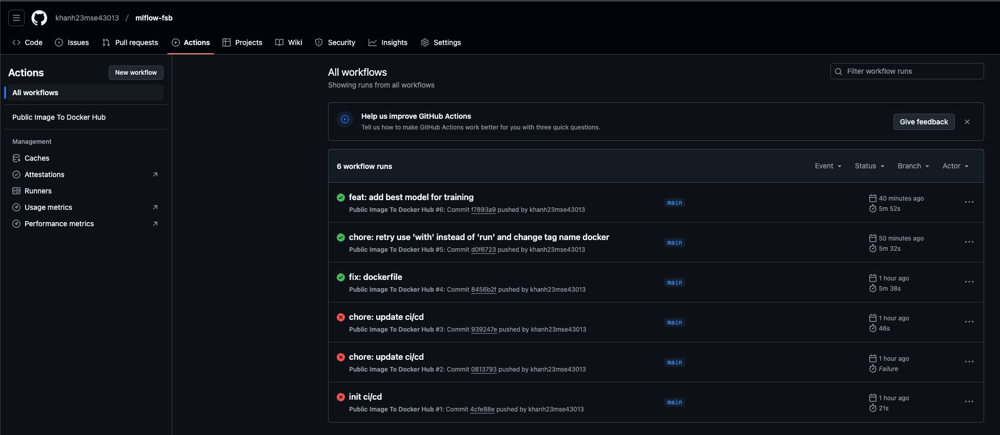 khanh23mse43013 / mlflow-fsb
Code Issues Pull requests Actions Projects Wiki Security Insights Settings
Actions
New workflow
All workflows
Public Image To Docker Hub
Management
Caches
Attestations
Runners
Usage metrics
Performance metrics
All workflows
Showing runs from all workflows
Filter workflow runs
Help us improve GitHub Actions
Tell us how to make GitHub Actions work better for you with three quick questions.
Give feedback
6 workflow runs
Event Status Branch Actor
feat: add best model for training
Public Image To Docker Hub #6: Commit f7893a9 pushed by khanh23mse43013
main
40 minutes ago
5m 52s
chore: retry use 'with' instead of 'run' and change tag name docker
Public Image To Docker Hub #5: Commit d0f6723 pushed by khanh23mse43013
main
50 minutes ago
5m 32s
fix: dockerfile
Public Image To Docker Hub #4: Commit 8456b2f pushed by khanh23mse43013
main
1 hour ago
5m 38s
chore: update ci/cd
Public Image To Docker Hub #3: Commit 939247e pushed by khanh23mse43013
main
1 hour ago
46s
chore: update ci/cd
Public Image To Docker Hub #2: Commit 0813793 pushed by khanh23mse43013
main
1 hour ago
Failure
init ci/cd
Public Image To Docker Hub #1: Commit 4cfe88e pushed by khanh23mse43013
main
1 hour ago
21s